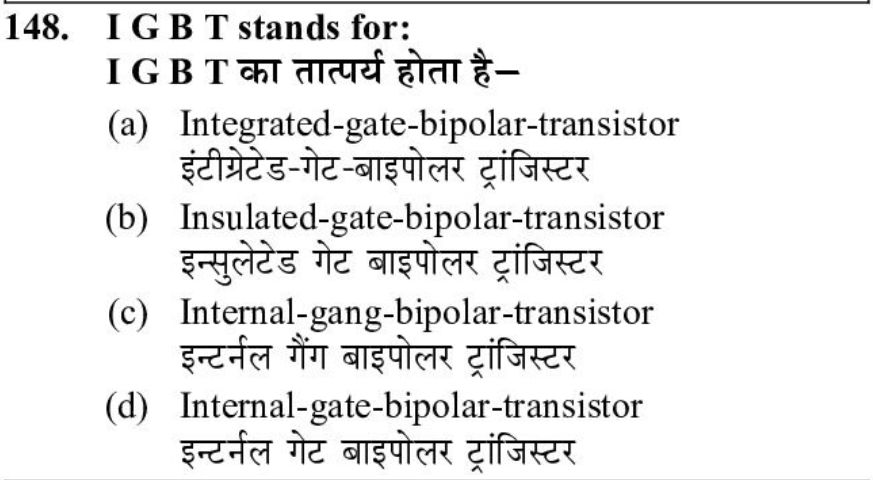 148. I G B T stands for:
I G B T का तात्पर्य होता है–
(a) Integrated-gate-bipolar-transistor
इंटीग्रेटेड-गेट-बाइपोलर ट्रांजिस्टर
(b) Insulated-gate-bipolar-transistor
इन्सुलेटेड गेट बाइपोलर ट्रांजिस्टर
(c) Internal-gang-bipolar-transistor
इन्टर्नल गैंग बाइपोलर ट्रांजिस्टर
(d) Internal-gate-bipolar-transistor
इन्टर्नल गेट बाइपोलर ट्रांजिस्टर